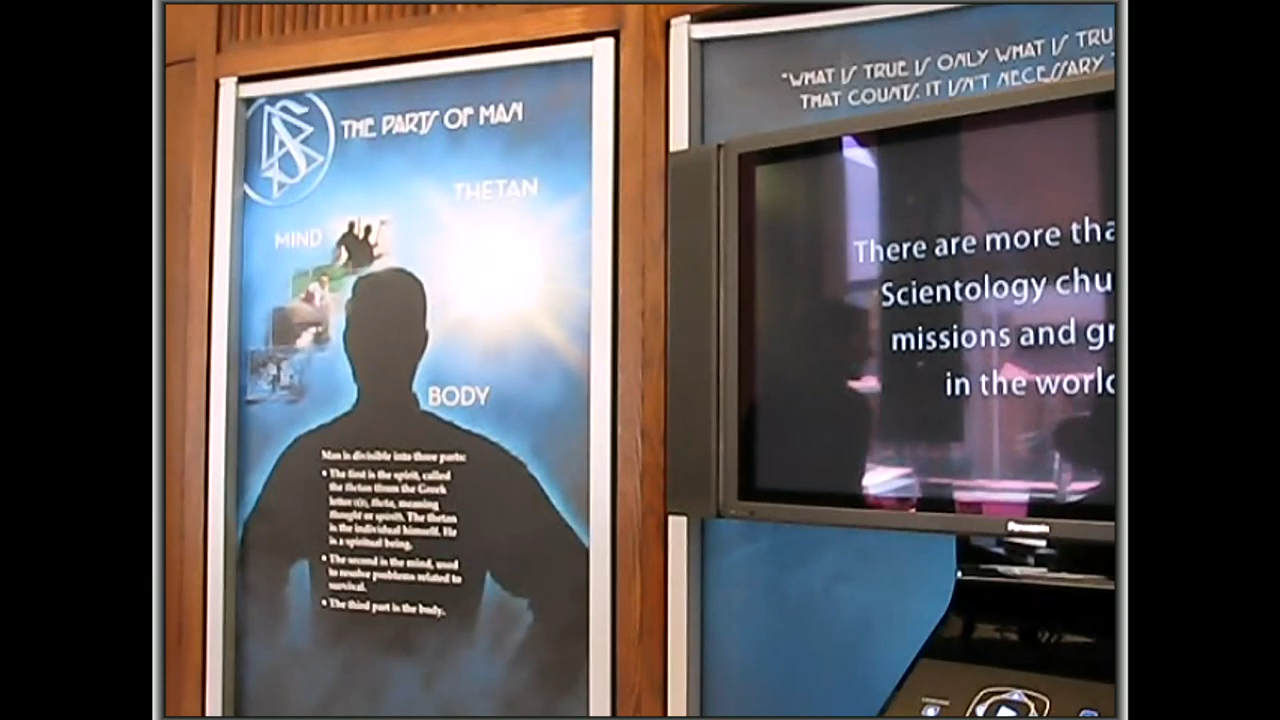 THE PARTS OF MAN
THETAN
MIND
BODY
Man is divisible into three parts:
• The first is the spirit, called
the thetan (from the Greek
letter (θ), theta, meaning
thought or spirit). The thetan
is the individual himself. He
is a spiritual being.
• The second is the mind, used
to resolve problems related to
survival.
• The third part is the body.
"WHAT IS TRUE IS ONLY WHAT IS TRU
THAT COUNTS. IT ISN'T NECESSARY
There are more tha
Scientology chu
missions and gr
in the worl
Panasonic